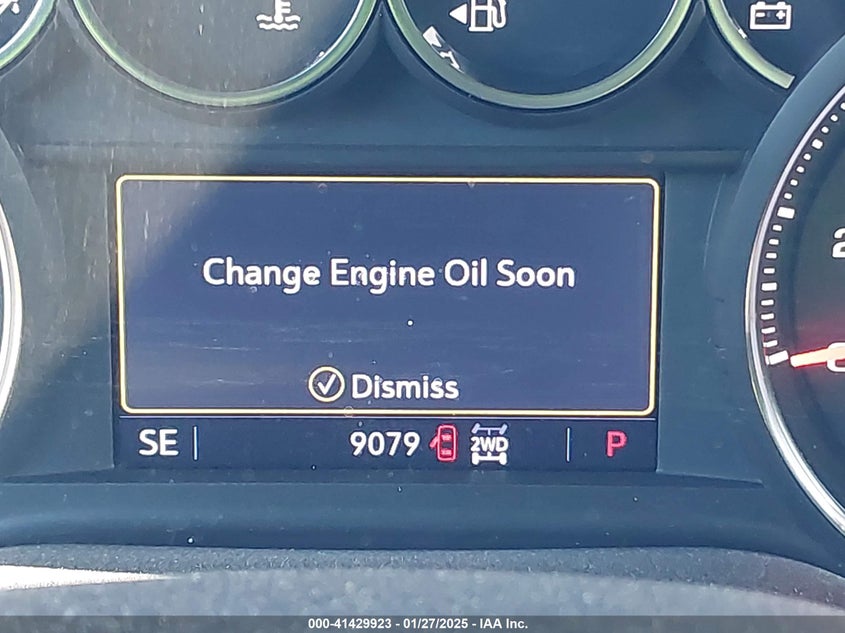 Change Engine Oil Soon
Dismiss
SE 9079 2WD P
000-41429923 - 01/27/2025 - IAA Inc.